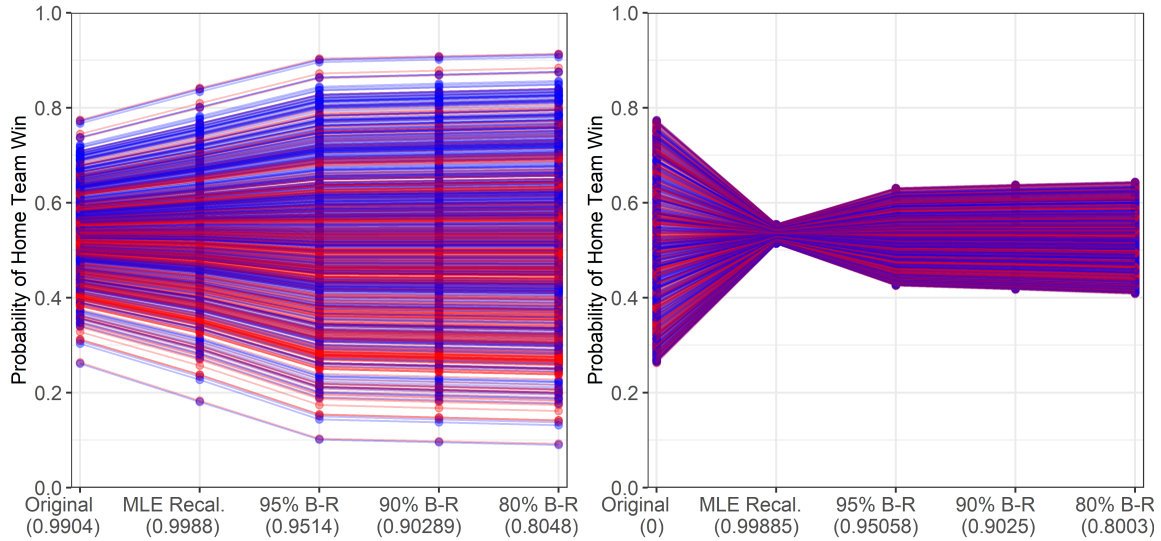 Probability of Home Team Win
1.0
0.8
0.6
0.4
0.2
0.0
Original
(0.9904)
MLE Recal.
(0.9988)
95% B-R
(0.9514)
90% B-R
(0.90289)
80% B-R
(0.8048)
Probability of Home Team Win
1.0
0.8
0.6
0.4
0.2
0.0
Original
(0)
MLE Recal.
(0.99885)
95% B-R
(0.95058)
90% B-R
(0.9025)
80% B-R
(0.8003)